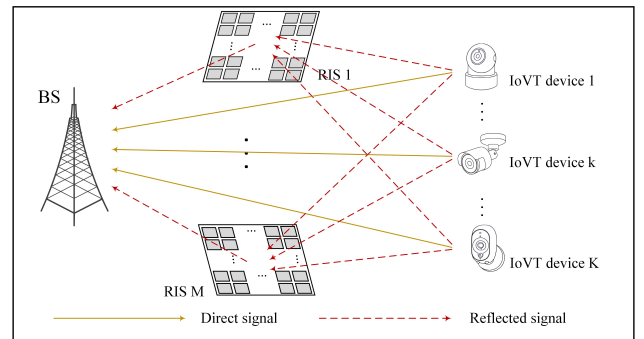 RIS 1
BS
IoVT device 1
IoVT device k
IoVT device K
RIS M
Direct signal
Reflected signal